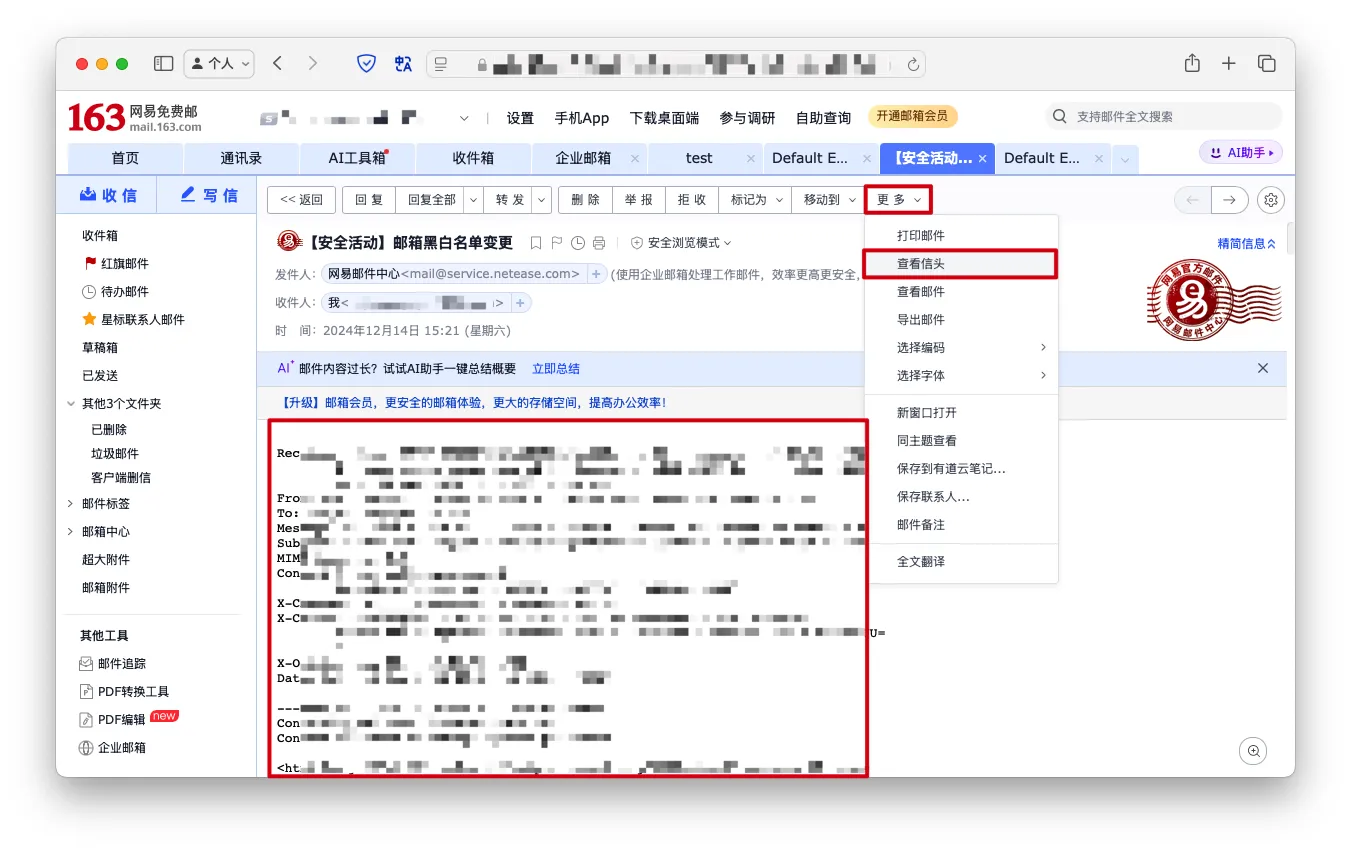 个人
163 网易免费邮
mail.163.com
设置 手机App 下载桌面端 参与调研 自助查询 开通邮箱会员
支持邮件全文搜索
首页 通讯录 AI工具箱 收件箱 企业邮箱 test Default E... 【安全活动... Default E... AI助手
收信 写信
<< 返回 回复 回复全部 转发 删除 举报 拒收 标记为 移动到 更多
收件箱
红旗邮件
待办邮件
星标联系人邮件
草稿箱
已发送
其他3个文件夹
已删除
垃圾邮件
客户端删信
邮件标签
邮箱中心
超大附件
邮箱附件
其他工具
邮件追踪
PDF转换工具
PDF编辑 new
企业邮箱
【安全活动】邮箱黑白名单变更 安全浏览模式
精简信息
发件人： 网易邮件中心<mail@service.netease.com> + (使用企业邮箱处理工作邮件，效率更高更安全，
收件人： 我< > +
时 间： 2024年12月14日 15:21 (星期六)
网易官方邮件
易
网易邮件中心
AI 邮件内容过长？试试AI助手一键总结概要 立即总结
【升级】邮箱会员，更安全的邮箱体验，更大的存储空间，提高办公效率！
打印邮件
查看信头
查看邮件
导出邮件
选择编码
选择字体
新窗口打开
同主题查看
保存到有道云笔记...
保存联系人...
邮件备注
全文翻译
Rec
Fro
To:
Mes
Sub
MIM
Con
X-C
X-C
U=
X-O
Dat
---
Con
Con
<ht